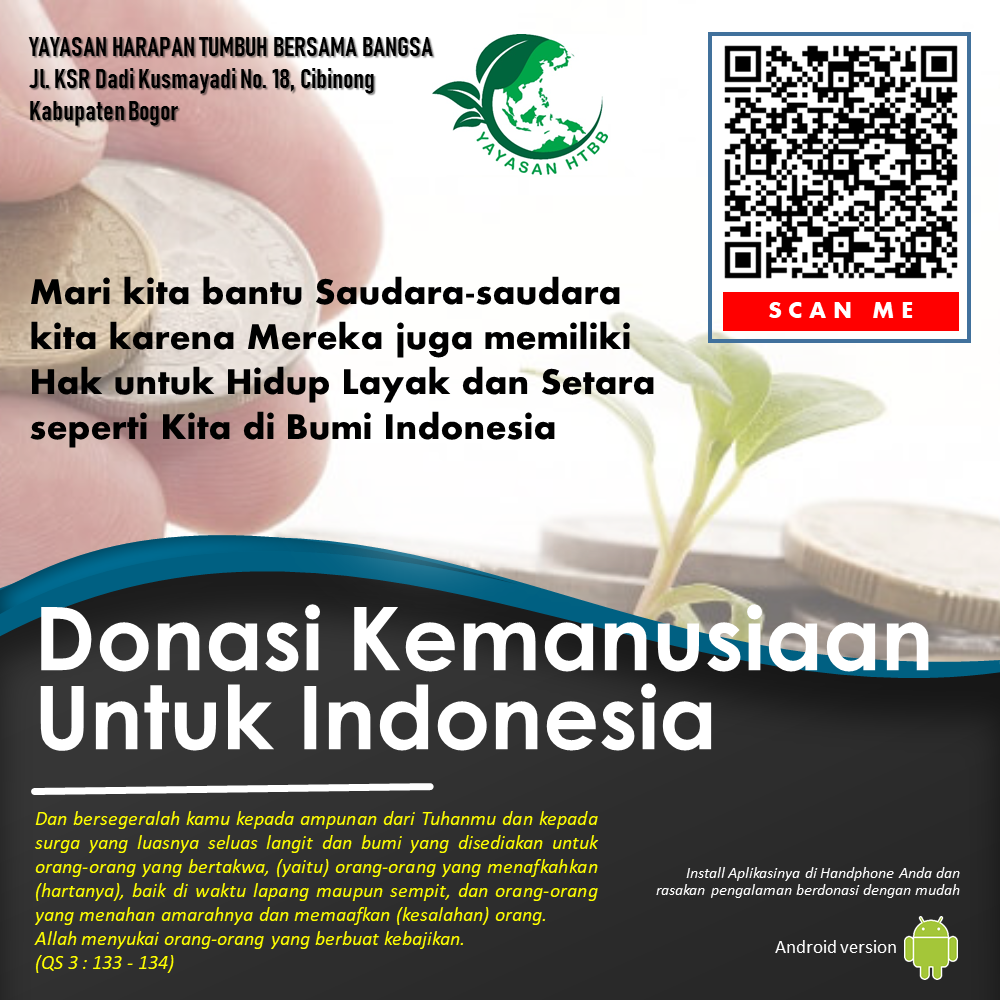 YAYASAN HARAPAN TUMBUH BERSAMA BANGSA
Jl. KSR Dadi Kusmayadi No. 18, Cibinong
Kabupaten Bogor
YAYASAN HTBB
SCAN ME
Mari kita bantu Saudara-saudara
kita karena Mereka juga memiliki
Hak untuk Hidup Layak dan Setara
seperti Kita di Bumi Indonesia
Donasi Kemanusiaan
Untuk Indonesia
Dan bersegeralah kamu kepada ampunan dari Tuhanmu dan kepada
surga yang luasnya seluas langit dan bumi yang disediakan untuk
orang-orang yang bertakwa, (yaitu) orang-orang yang menafkahkan
(hartanya), baik di waktu lapang maupun sempit, dan orang-orang
yang menahan amarahnya dan memaafkan (kesalahan) orang.
Allah menyukai orang-orang yang berbuat kebajikan.
(QS 3 : 133 - 134)
Install Aplikasinya di Handphone Anda dan
rasakan pengalaman berdonasi dengan mudah
Android version